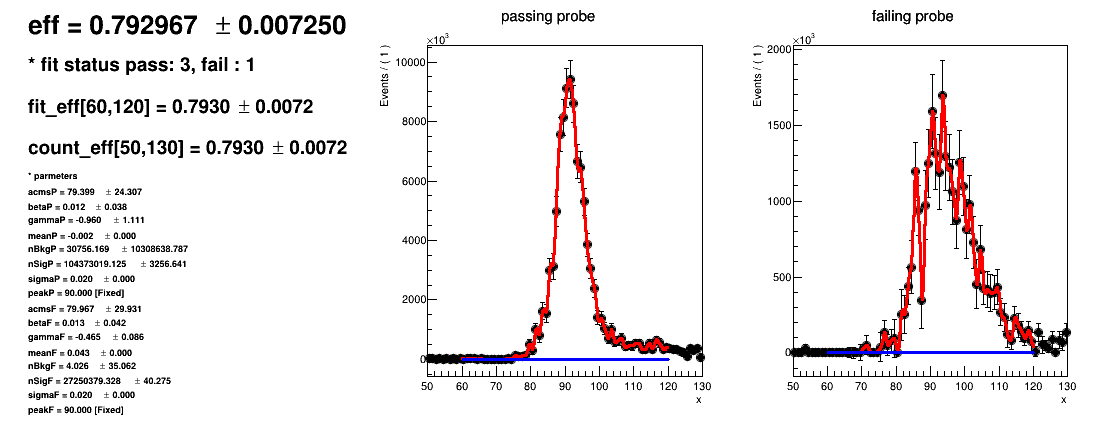 eff = 0.792967 ± 0.007250
* fit status pass: 3, fail : 1
fit_eff[60,120] = 0.7930 ± 0.0072
count_eff[50,130] = 0.7930 ± 0.0072
* parmeters
acmsP = 79.399 ± 24.307
betaP = 0.012 ± 0.038
gammaP = -0.960 ± 1.111
meanP = -0.002 ± 0.000
nBkgP = 30756.169 ± 10308638.787
nSigP = 104373019.125 ± 3256.641
sigmaP = 0.020 ± 0.000
peakP = 90.000 [Fixed]
acmsF = 79.967 ± 29.931
betaF = 0.013 ± 0.042
gammaF = -0.465 ± 0.086
meanF = 0.043 ± 0.000
nBkgF = 4.026 ± 35.062
nSigF = 27250379.328 ± 40.275
sigmaF = 0.020 ± 0.000
peakF = 90.000 [Fixed]
passing probe
×10³
Events / ( 1 )
10000
8000
6000
4000
2000
0
50 60 70 80 90 100 110 120 130
x
failing probe
×10³
Events / ( 1 )
2000
1500
1000
500
0
50 60 70 80 90 100 110 120 130
x